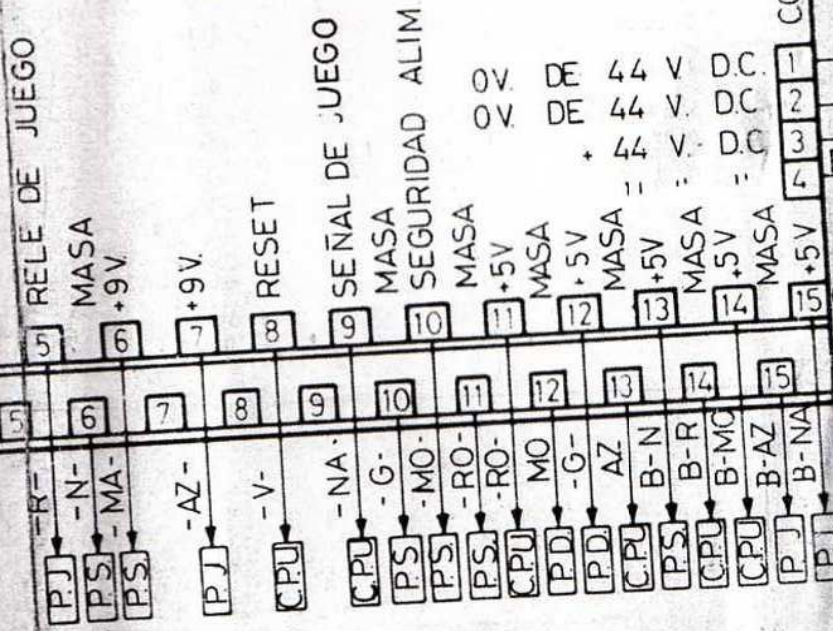 RELE DE JUEGO
MASA
+9V.
+9V.
RESET
SEÑAL DE JUEGO
MASA
SEGURIDAD ALIM.
MASA
+5V
MASA
+5V
MASA
+5V
MASA
+5V
MASA
+5V
0V. DE 44 V. D.C. 1
0V. DE 44 V. D.C. 2
+ 44 V. D.C 3
" " " 4
5 6 7 8 9 10 11 12 13 14 15
5 6 7 8 9 10 11 12 13 14 15
-R-
-N-
-MA-
-AZ-
-V-
-NA-
-G-
-MO-
-RO-
-RO-
MO
-G-
AZ
B-N
B-R
B-MO
B-AZ
B-NA
P.J
P.S.
P.S
P.J
C.P.U
C.P.U
P.S
P.S.
P.S.
C.P.U
P.D
P.D.
C.P.U
P.S.
C.P.U
C.P.U
P.J